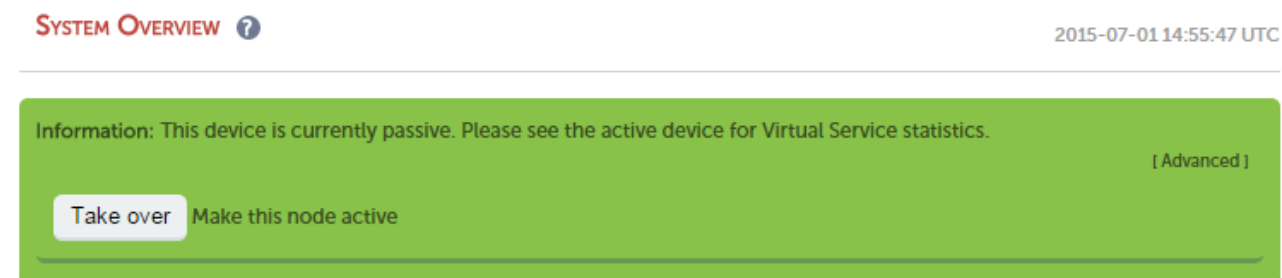 System Overview ?
2015-07-01 14:55:47 UTC
Information: This device is currently passive. Please see the active device for Virtual Service statistics.
[ Advanced ]
Take over Make this node active